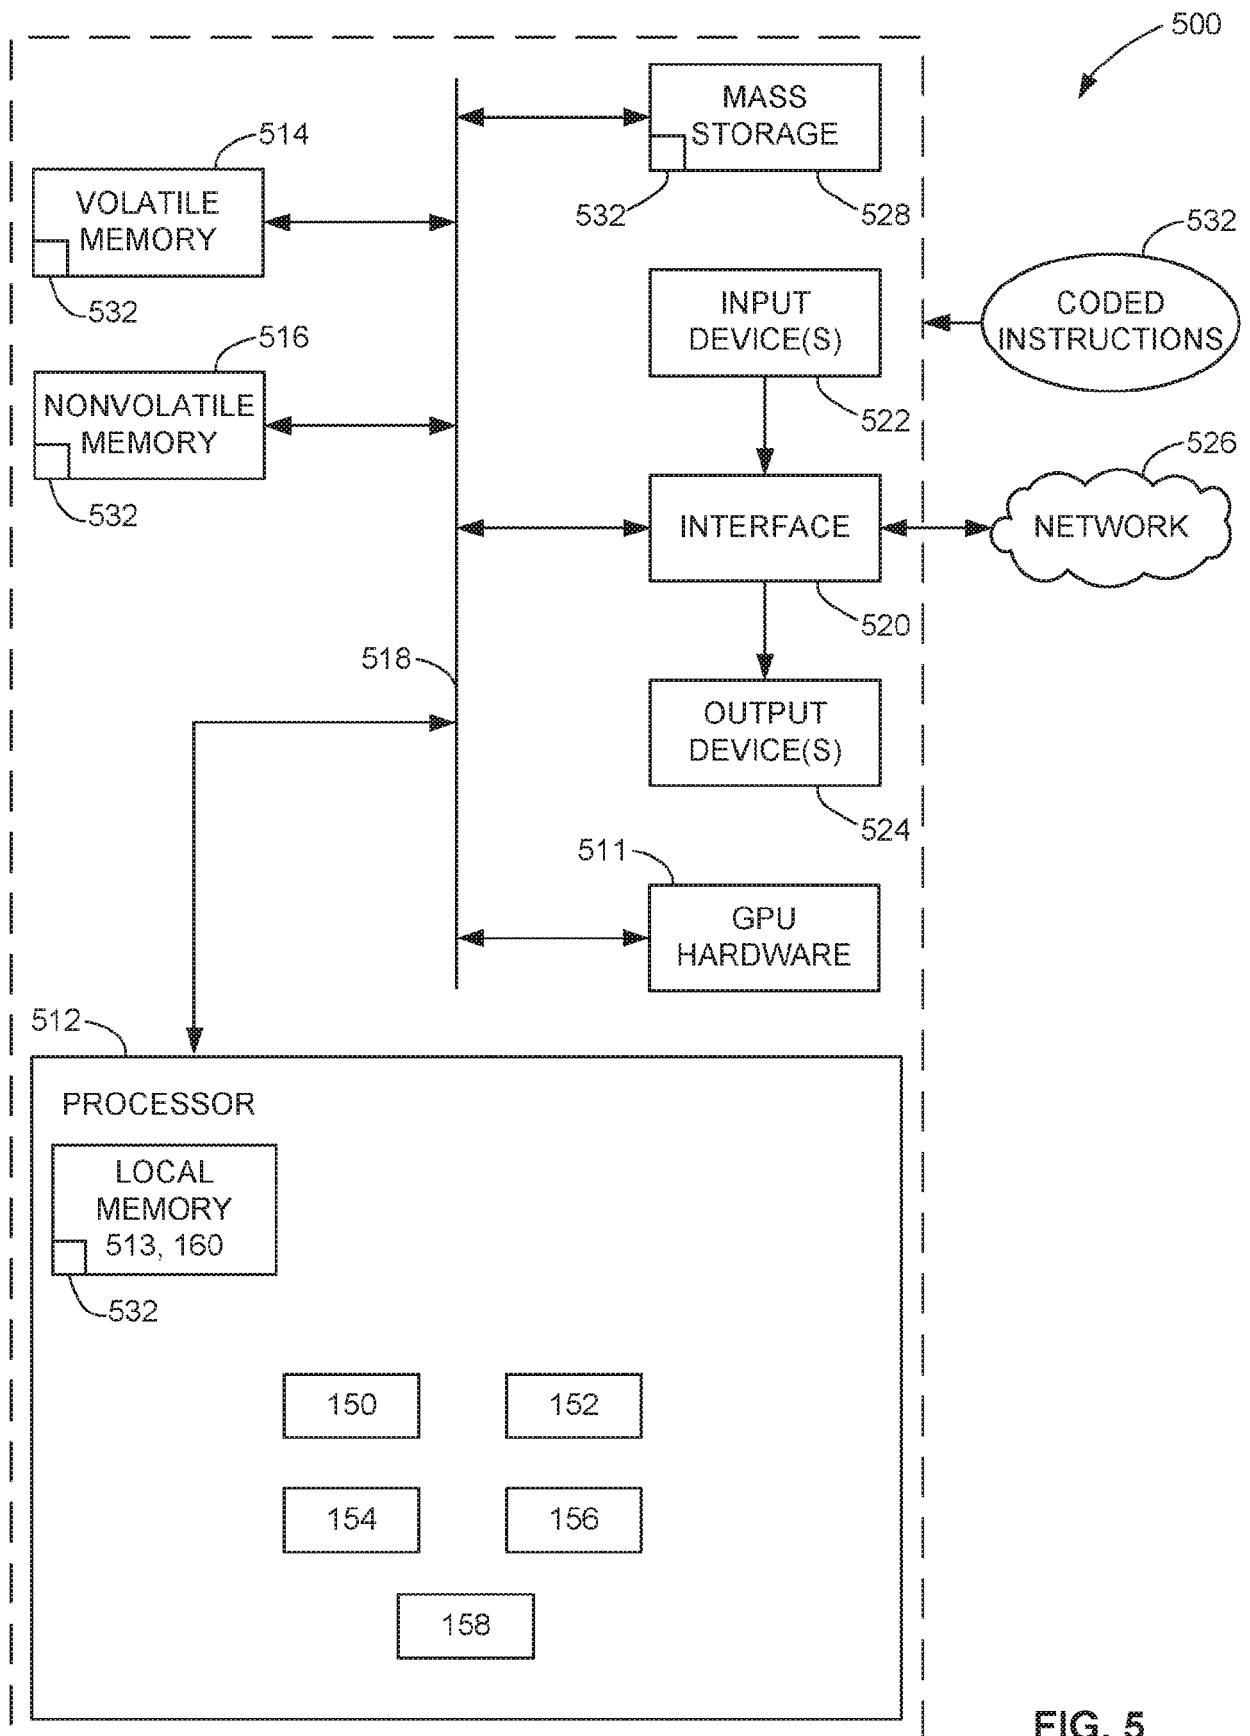 500
MASS
STORAGE
532
528
514
VOLATILE
MEMORY
532
516
NONVOLATILE
MEMORY
532
INPUT
DEVICE(S)
522
532
CODED
INSTRUCTIONS
526
NETWORK
INTERFACE
520
518
OUTPUT
DEVICE(S)
524
511
GPU
HARDWARE
512
PROCESSOR
LOCAL
MEMORY
513, 160
532
150
152
154
156
158
FIG. 5